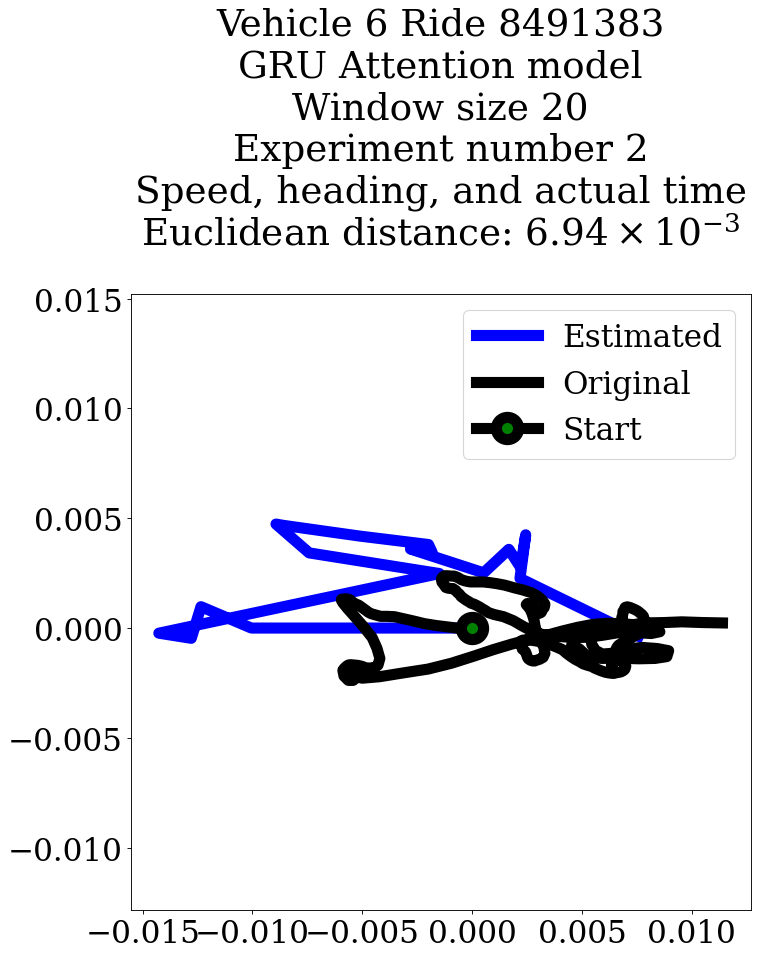 Vehicle 6 Ride 8491383
GRU Attention model
Window size 20
Experiment number 2
Speed, heading, and actual time
Euclidean distance: 6.94 × 10⁻³
0.015
Estimated
Original
Start
0.010
0.005
0.000
−0.005
−0.010
−0.015 −0.010 −0.005 0.000 0.005 0.010